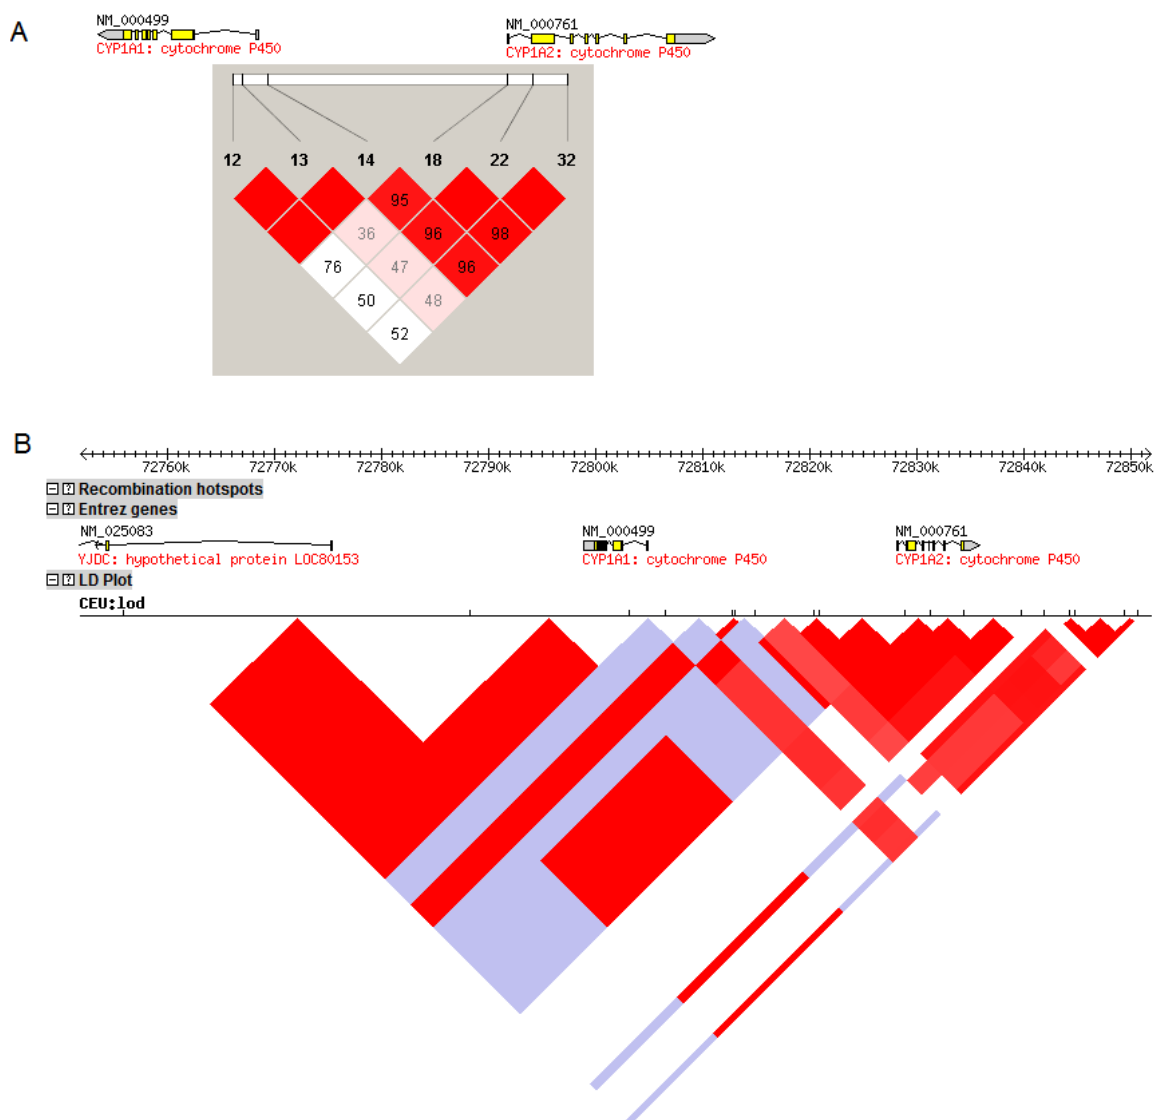 A
NM_000499
CYP1A1: cytochrome P450
NM_000761
CYP1A2: cytochrome P450
12 13 14 18 22 32
95
36 96 98
76 47 96
50 48
52
B
72760k 72770k 72780k 72790k 72800k 72810k 72820k 72830k 72840k 72850k
Recombination hotspots
Entrez genes
NM_025083 NM_000499 NM_000761
YJDC: hypothetical protein LOC80153 CYP1A1: cytochrome P450 CYP1A2: cytochrome P450
LD Plot
CEU:lod